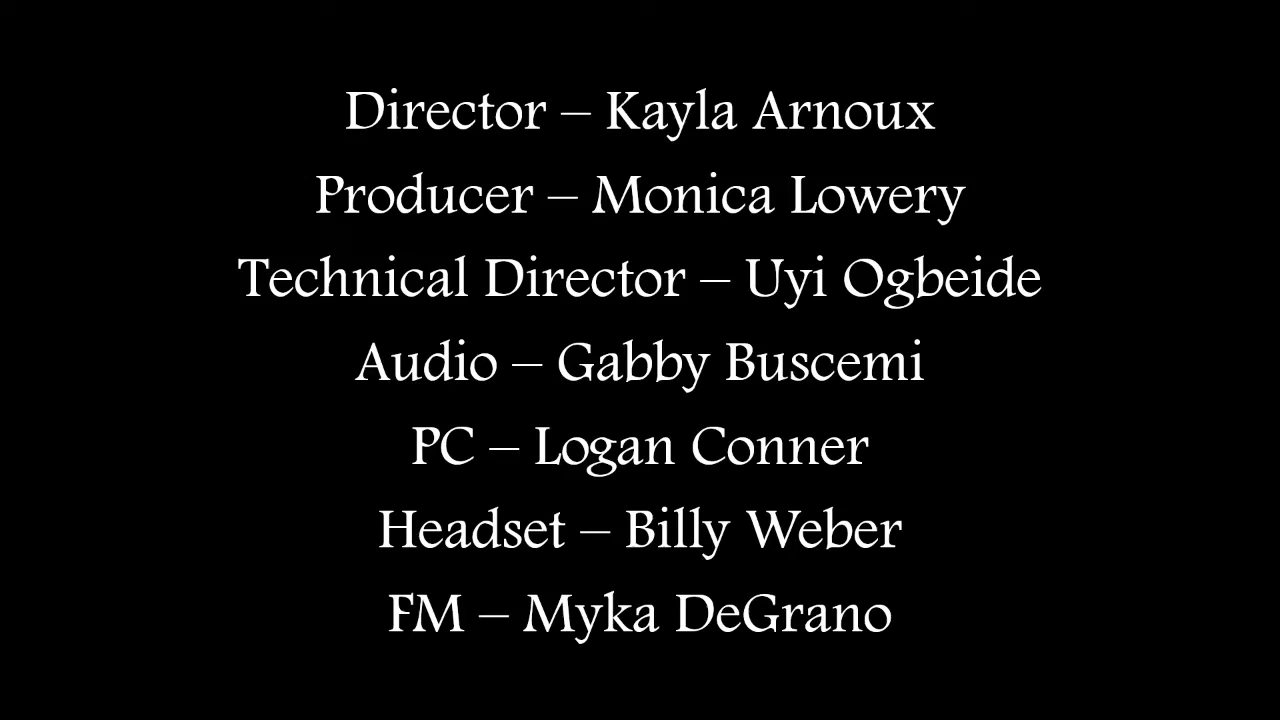 Director – Kayla Arnoux
Producer – Monica Lowery
Technical Director – Uyi Ogbeide
Audio – Gabby Buscemi
PC – Logan Conner
Headset – Billy Weber
FM – Myka DeGrano